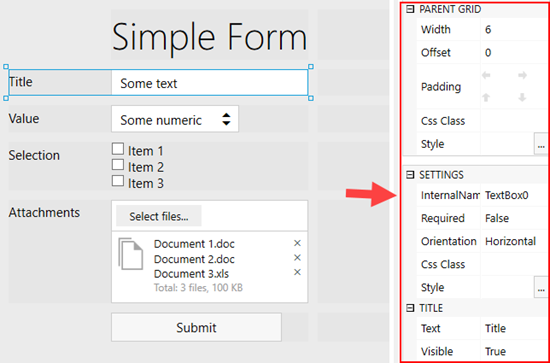 Simple Form
Title
Some text
Value
Some numeric
Selection
Item 1
Item 2
Item 3
Attachments
Select files...
Document 1.doc
Document 2.doc
Document 3.xls
Total: 3 files, 100 KB
Submit
PARENT GRID
Width 6
Offset 0
Padding
Css Class
Style ...
SETTINGS
InternalNam TextBox0
Required False
Orientation Horizontal
Css Class
Style ...
TITLE
Text Title
Visible True